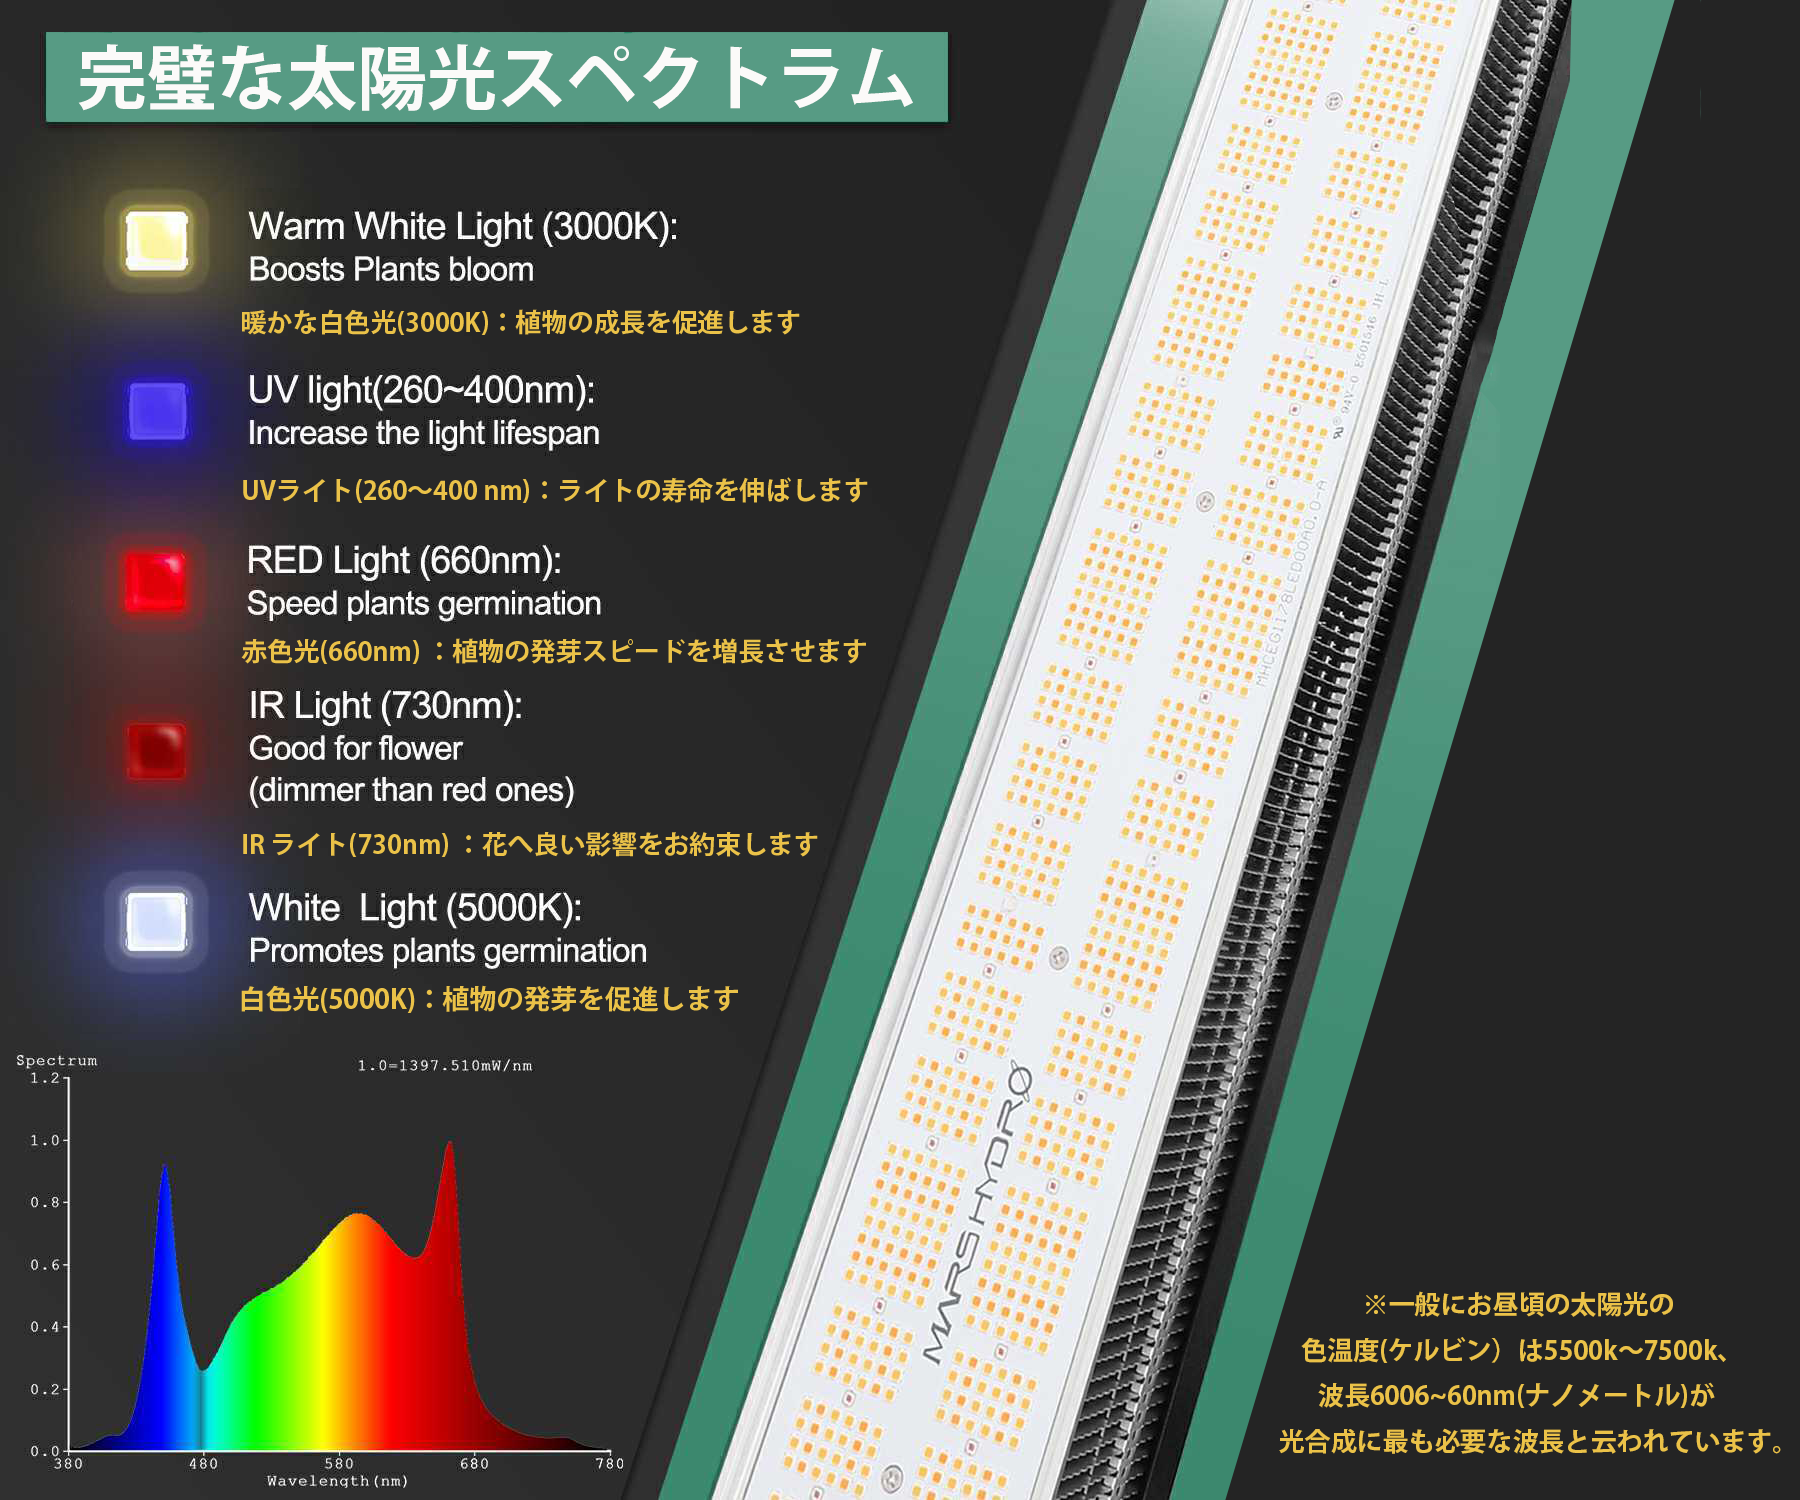 完璧な太陽光スペクトラム
Warm White Light (3000K):
Boosts Plants bloom
暖かな白色光(3000K)：植物の成長を促進します
UV light(260~400nm):
Increase the light lifespan
UVライト(260～400 nm)：ライトの寿命を伸ばします
RED Light (660nm):
Speed plants germination
赤色光(660nm) ：植物の発芽スピードを増長させます
IR Light (730nm):
Good for flower
(dimmer than red ones)
IR ライト(730nm) ：花へ良い影響をお約束します
White Light (5000K):
Promotes plants germination
白色光(5000K)：植物の発芽を促進します
Spectrum
1.0=1397.510mW/nm
1.2
1.0
0.8
0.6
0.4
0.2
0.0
380 480 580 680 780
Wavelength(nm)
94V-0 E501546 JH-L
MHCEG1178LED00A0.0-A
MARS HYDRO
※一般にお昼頃の太陽光の
色温度(ケルビン）は5500k～7500k、
波長6006~60nm(ナノメートル)が
光合成に最も必要な波長と云われています。